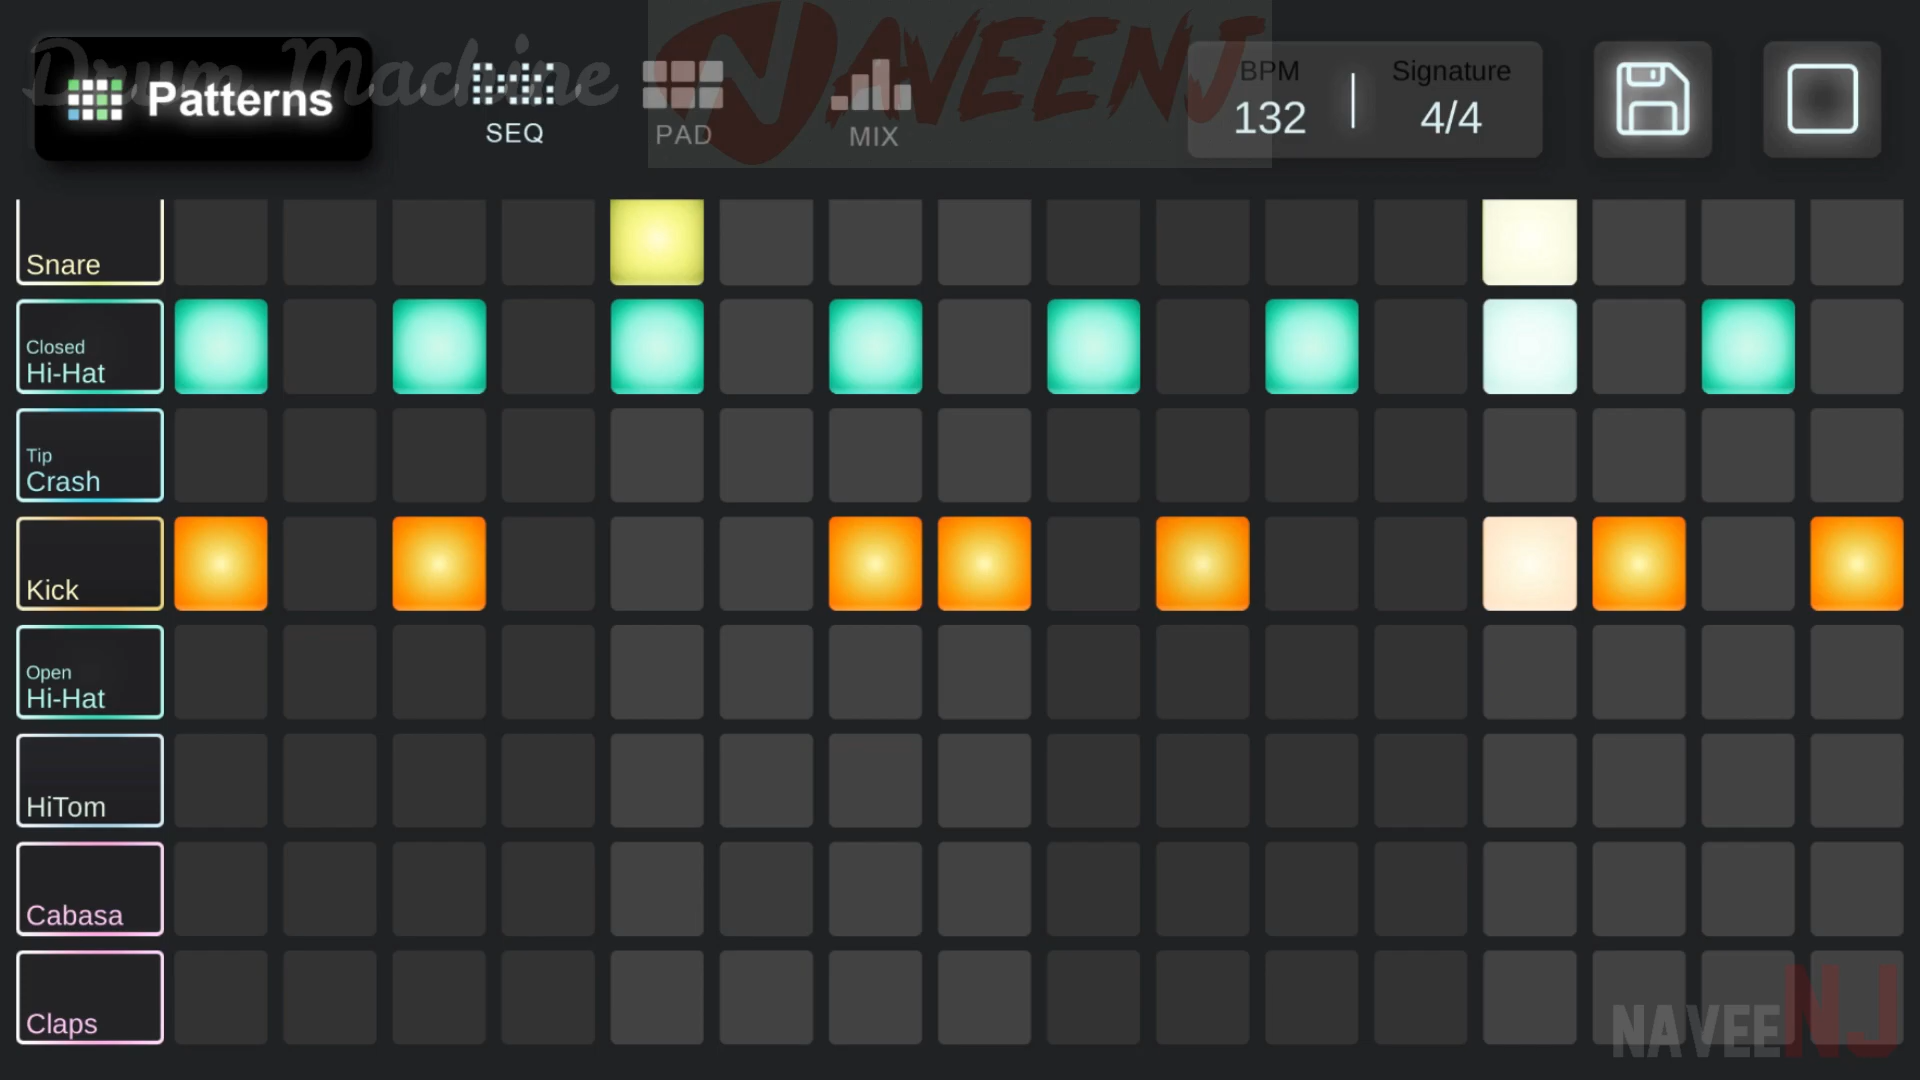 Drum Machine
NAVEENJ
Patterns
SEQ
PAD
MIX
BPM
132
Signature
4/4
Snare
Closed
Hi-Hat
Tip
Crash
Kick
Open
Hi-Hat
HiTom
Cabasa
Claps
NAVEENJ